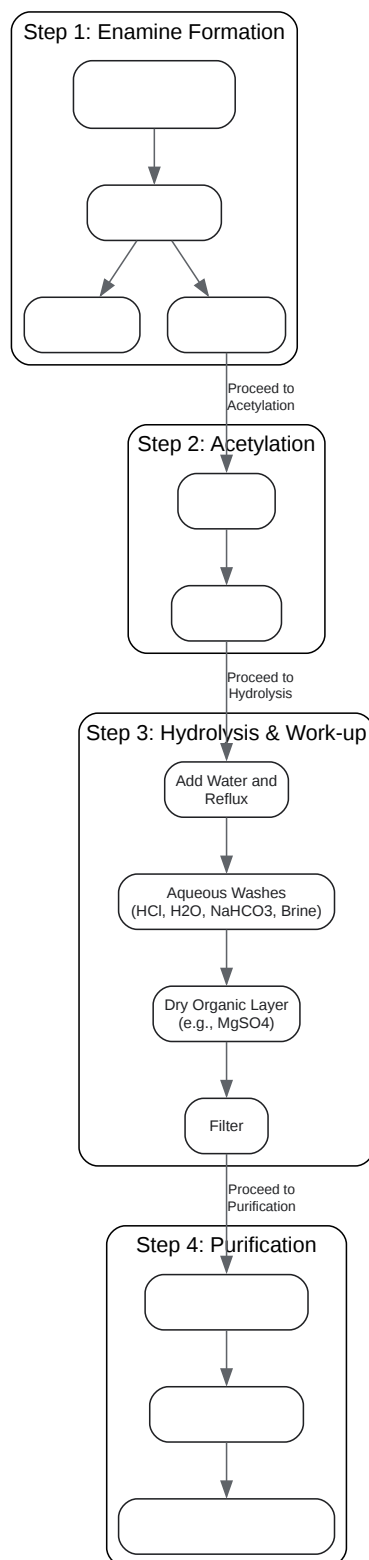 Step 1: Enamine Formation
Proceed to
Acetylation
Step 2: Acetylation
Proceed to
Hydrolysis
Step 3: Hydrolysis & Work-up
Add Water and
Reflux
Aqueous Washes
(HCl, H2O, NaHCO3, Brine)
Dry Organic Layer
(e.g., MgSO4)
Filter
Proceed to
Purification
Step 4: Purification